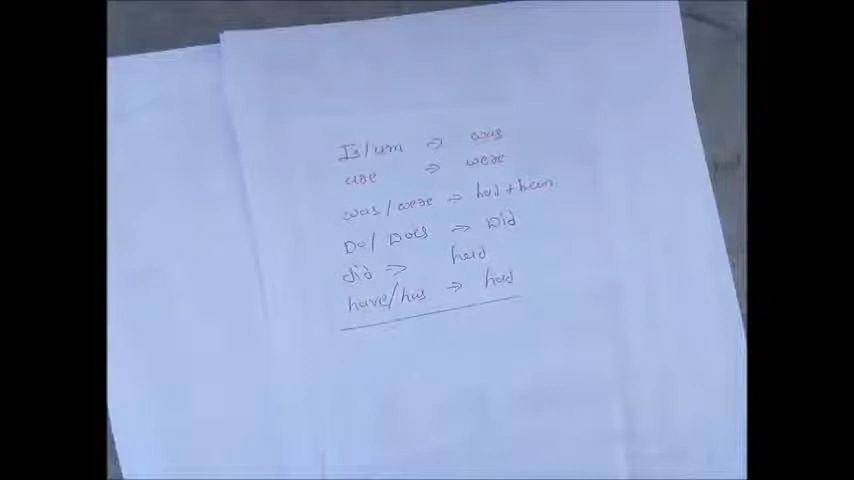 Is/am → was
are → were
was/were → had + been
Do/ Does → Did
did → had
have/has → had